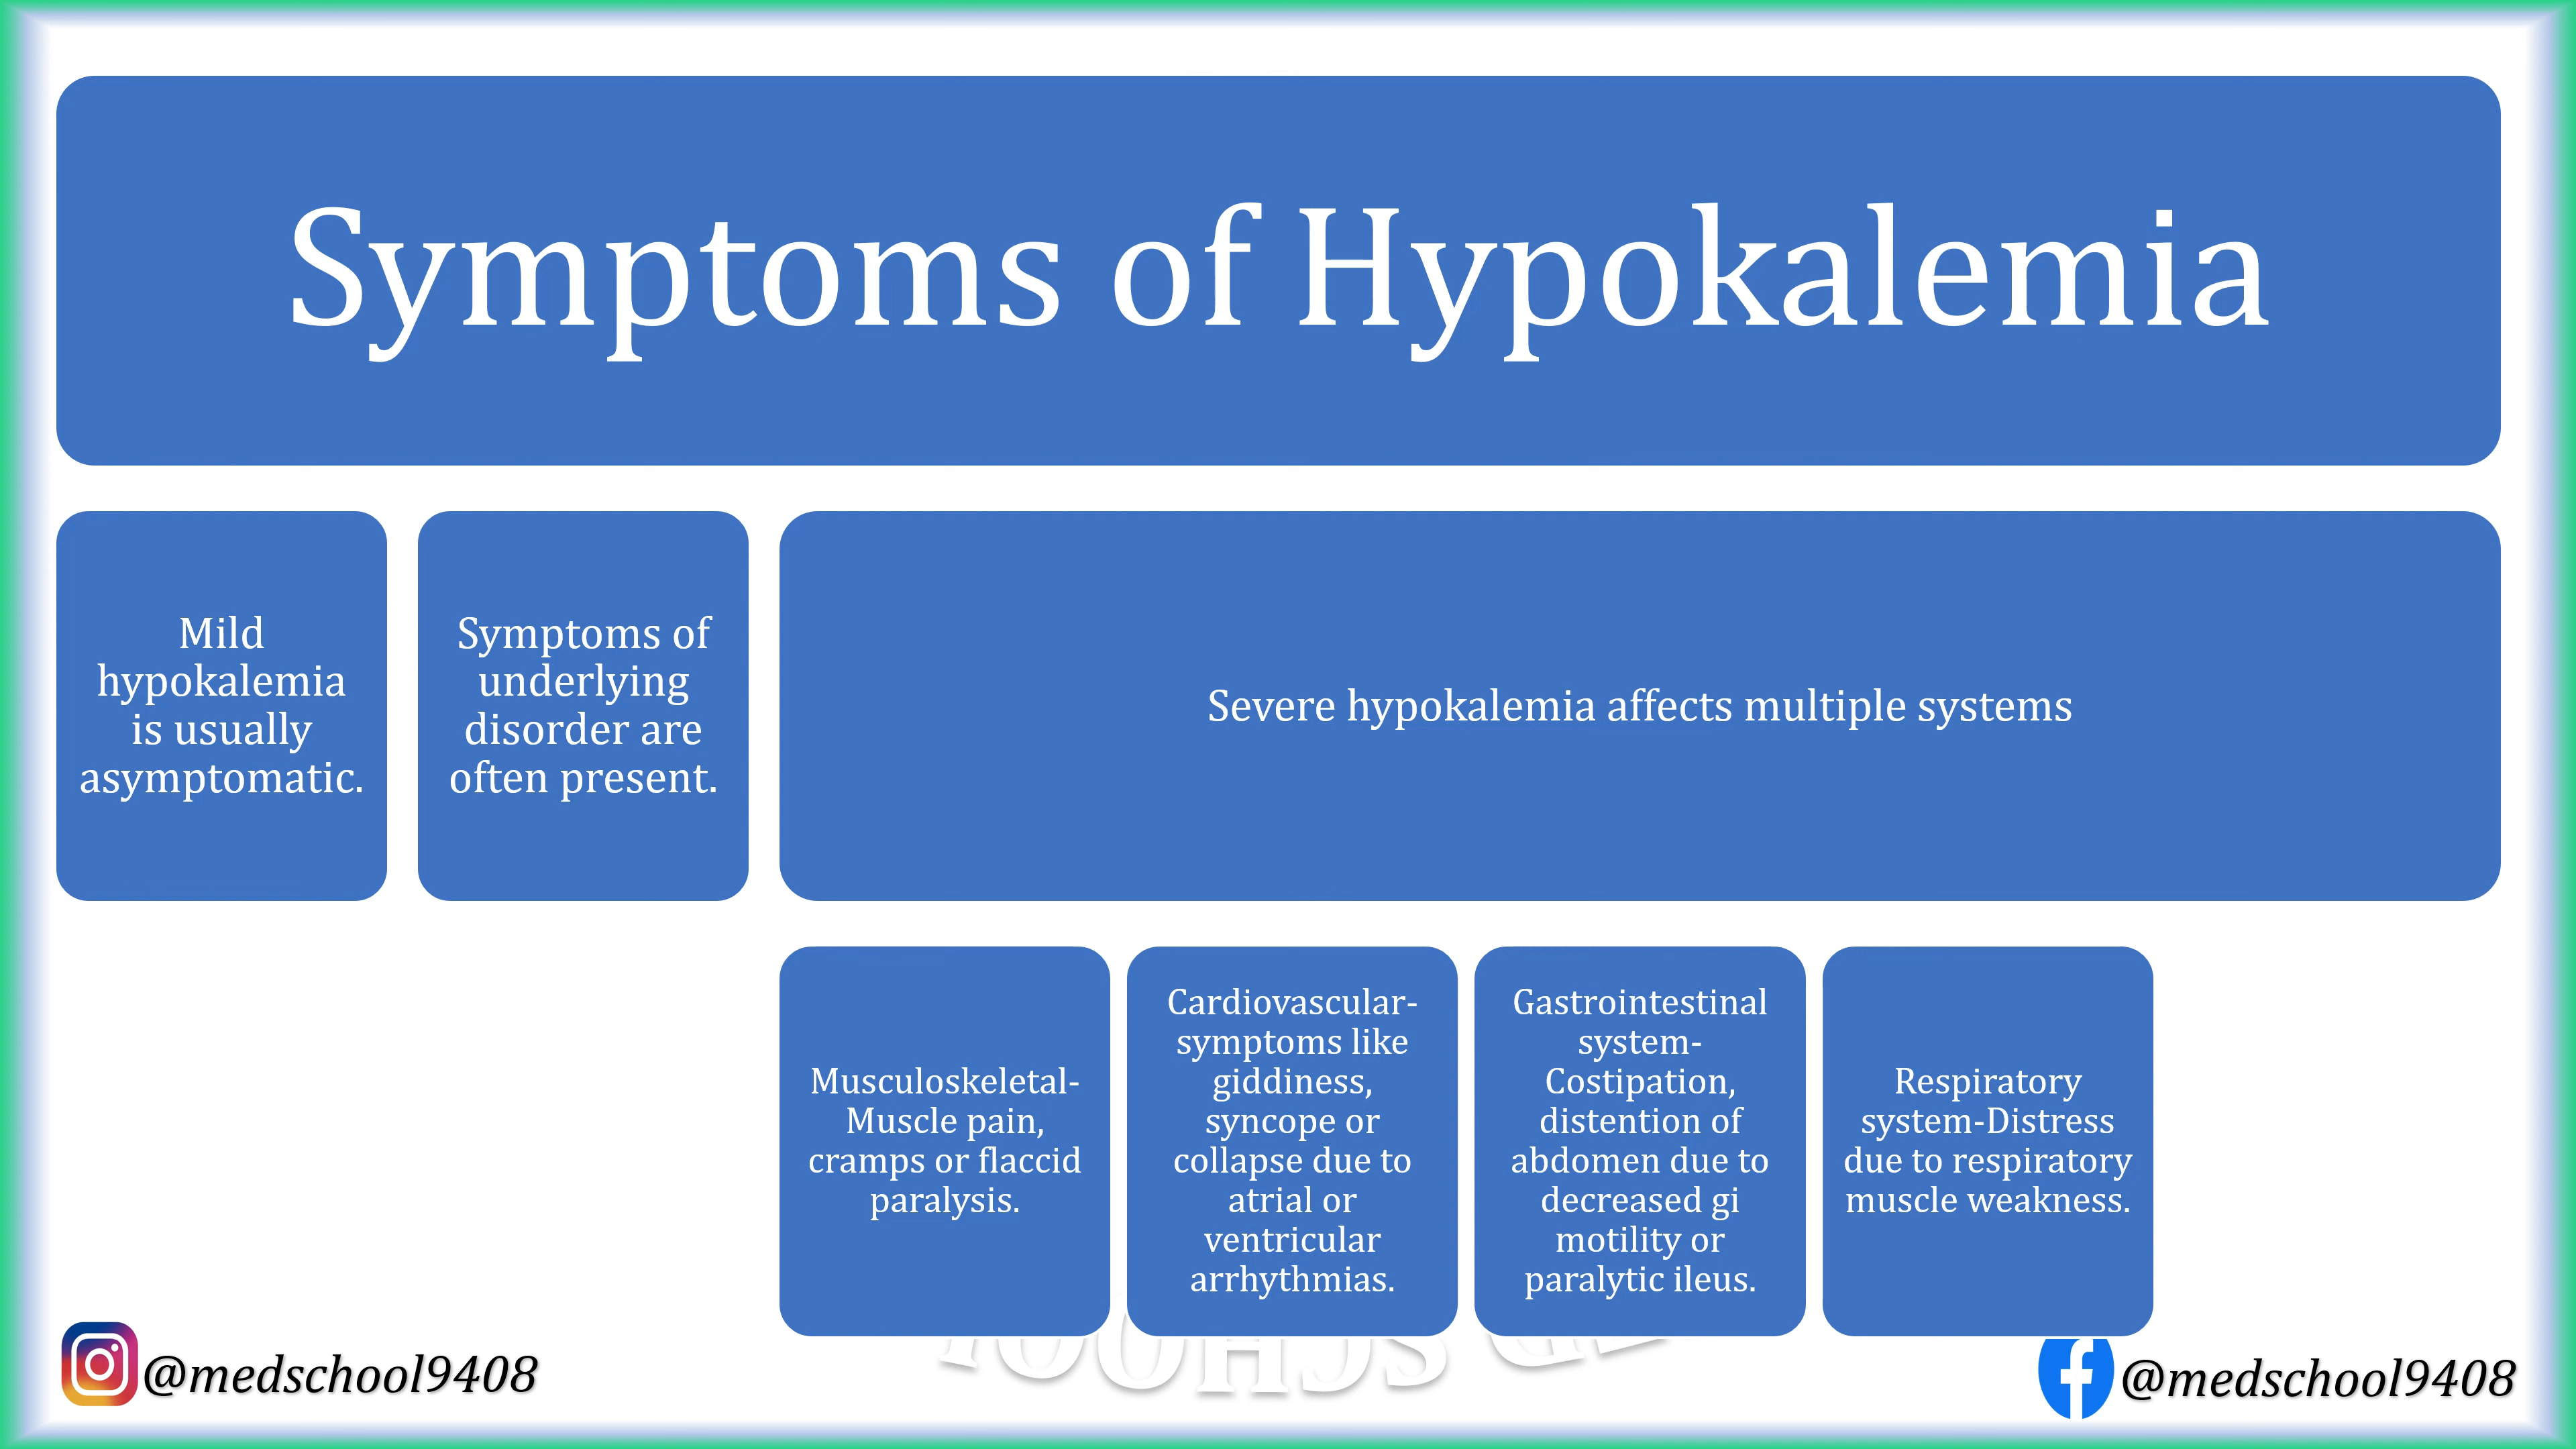 Symptoms of Hypokalemia
Mild
hypokalemia
is usually
asymptomatic.
Symptoms of
underlying
disorder are
often present.
Severe hypokalemia affects multiple systems
Musculoskeletal-
Muscle pain,
cramps or flaccid
paralysis.
Cardiovascular-
symptoms like
giddiness,
syncope or
collapse due to
atrial or
ventricular
arrhythmias.
Gastrointestinal
system-
Costipation,
distention of
abdomen due to
decreased gi
motility or
paralytic ileus.
Respiratory
system-Distress
due to respiratory
muscle weakness.
@medschool9408
@medschool9408